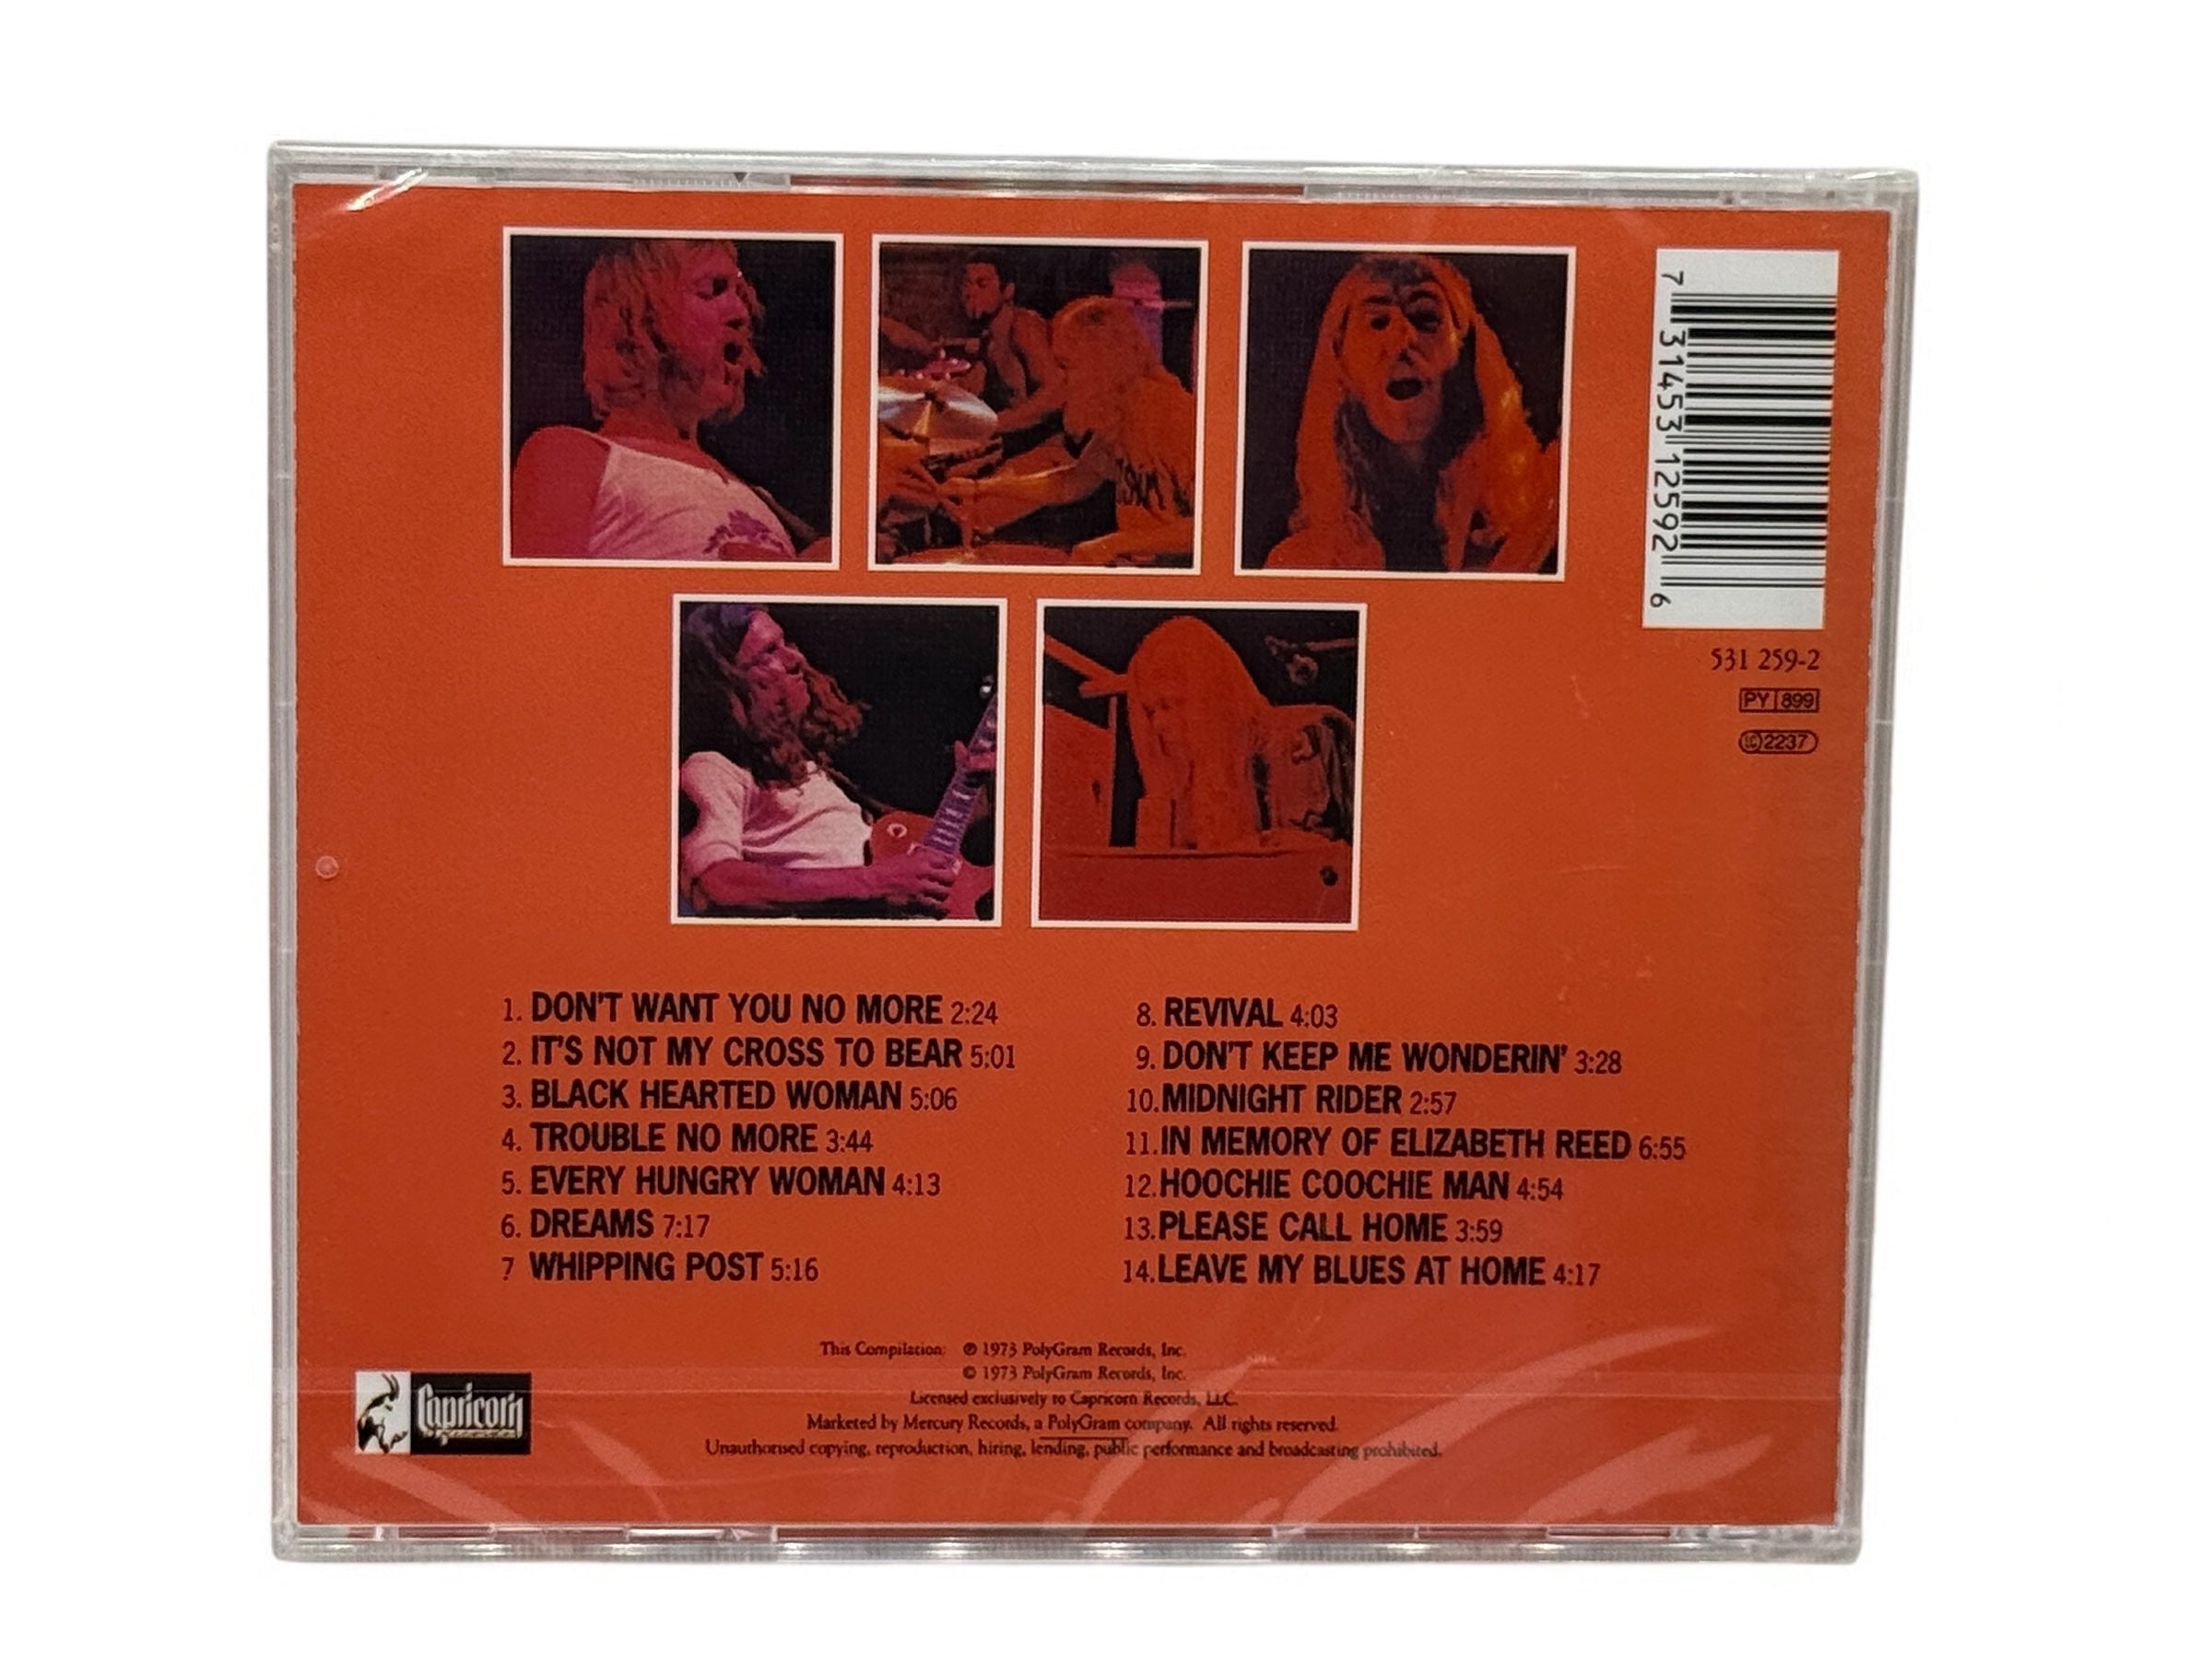 7 31453 12592 6
531 259-2
PY 899
LC 2237
1. DON'T WANT YOU NO MORE 2:24
2. IT'S NOT MY CROSS TO BEAR 5:01
3. BLACK HEARTED WOMAN 5:06
4. TROUBLE NO MORE 3:44
5. EVERY HUNGRY WOMAN 4:13
6. DREAMS 7:17
7 WHIPPING POST 5:16
8. REVIVAL 4:03
9. DON'T KEEP ME WONDERIN' 3:28
10. MIDNIGHT RIDER 2:57
11. IN MEMORY OF ELIZABETH REED 6:55
12. HOOCHIE COOCHIE MAN 4:54
13. PLEASE CALL HOME 3:59
14. LEAVE MY BLUES AT HOME 4:17
This Compilation: ℗ 1973 PolyGram Records, Inc.
© 1973 PolyGram Records, Inc.
Licensed exclusively to Capricorn Records, LLC.
Marketed by Mercury Records, a PolyGram company. All rights reserved.
Unauthorised copying, reproduction, hiring, lending, public performance and broadcasting prohibited.
Capricorn
records